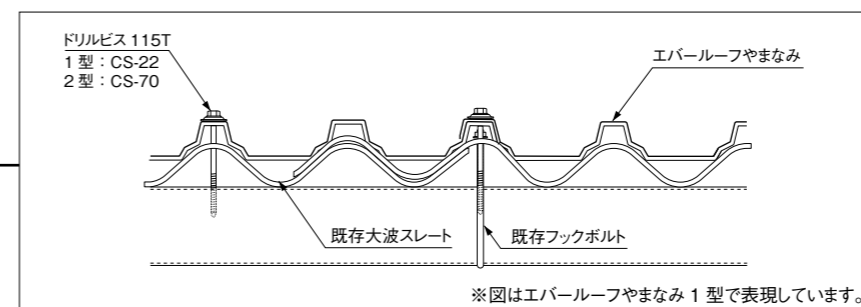 ドリルビス 115T
1 型：CS-22
2 型：CS-70
エバールーフやまなみ
既存大波スレート
既存フックボルト
※図はエバールーフやまなみ 1 型で表現しています。